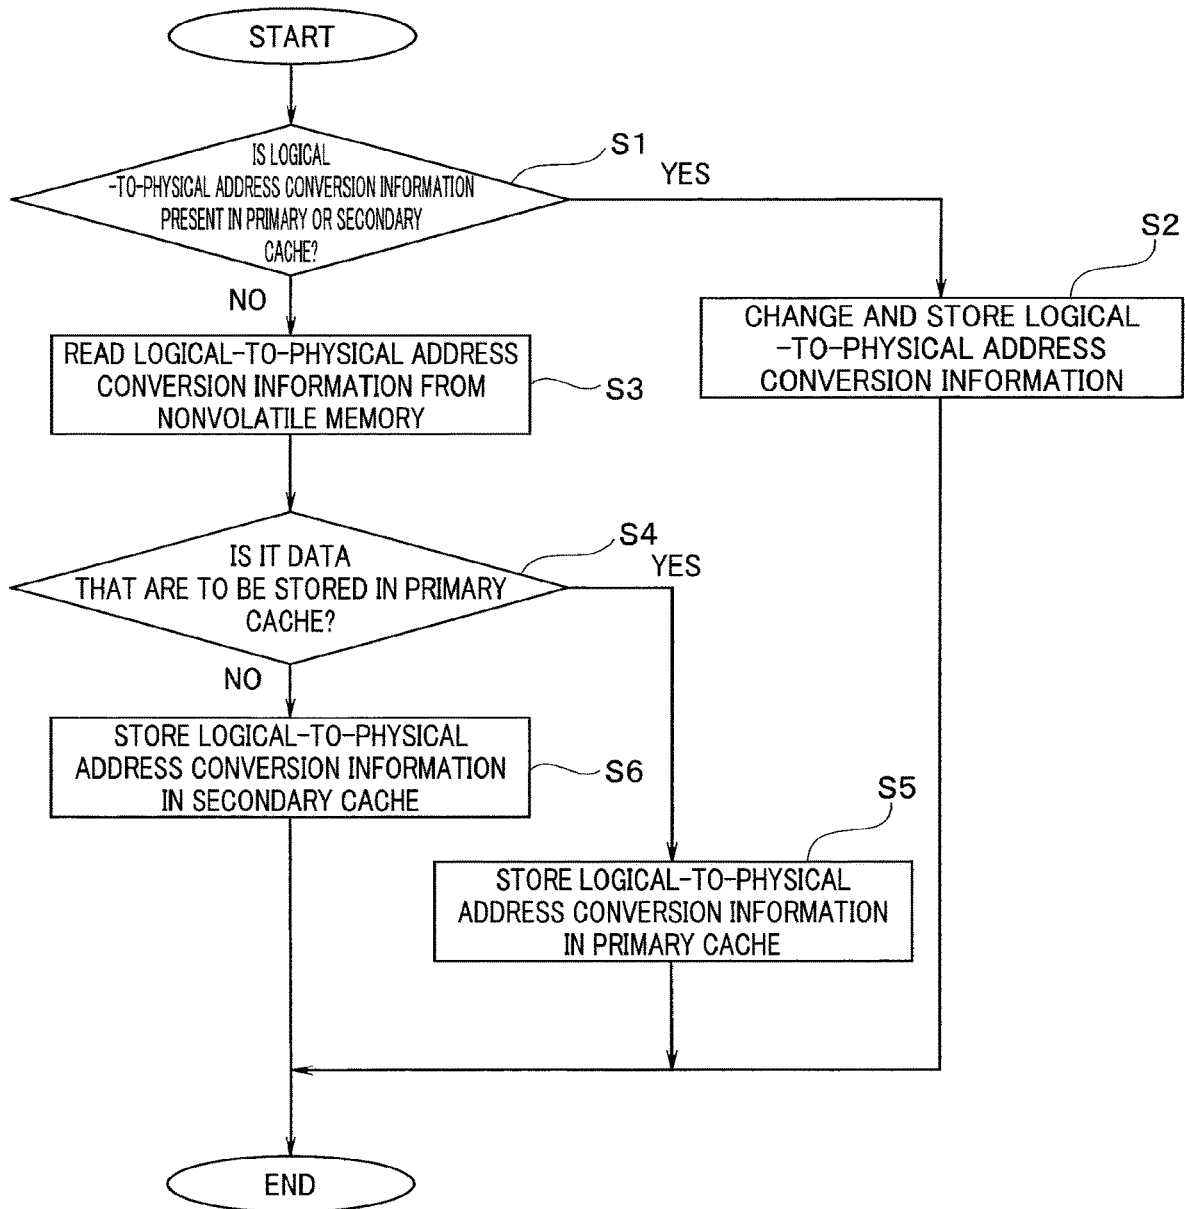 START
IS LOGICAL
-TO-PHYSICAL ADDRESS CONVERSION INFORMATION
PRESENT IN PRIMARY OR SECONDARY
CACHE?
S1
YES
NO
S2
CHANGE AND STORE LOGICAL
-TO-PHYSICAL ADDRESS
CONVERSION INFORMATION
READ LOGICAL-TO-PHYSICAL ADDRESS
CONVERSION INFORMATION FROM
NONVOLATILE MEMORY
S3
IS IT DATA
THAT ARE TO BE STORED IN PRIMARY
CACHE?
S4
YES
NO
STORE LOGICAL-TO-PHYSICAL
ADDRESS CONVERSION INFORMATION
IN SECONDARY CACHE
S6
S5
STORE LOGICAL-TO-PHYSICAL
ADDRESS CONVERSION INFORMATION
IN PRIMARY CACHE
END